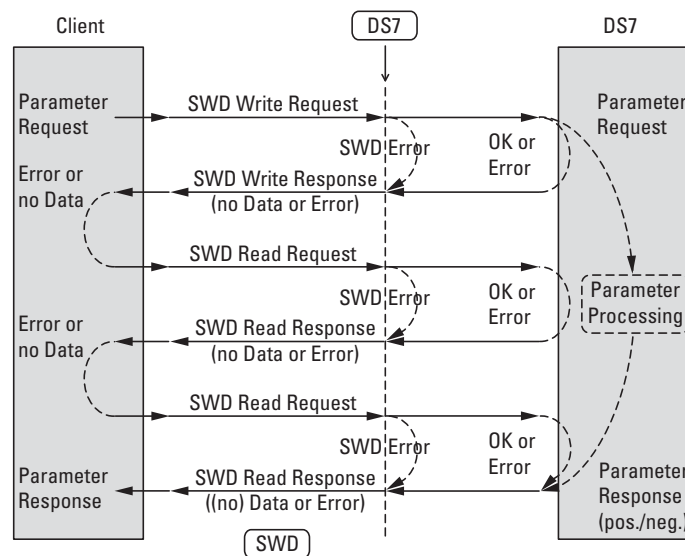 Client
DS7
DS7
Parameter
Request
SWD Write Request
Parameter
Request
SWD Error
OK or
Error
Error or
no Data
SWD Write Response
(no Data or Error)
SWD Read Request
SWD Error
OK or
Error
Parameter
Processing
Error or
no Data
SWD Read Response
(no Data or Error)
SWD Read Request
SWD Error
OK or
Error
Parameter
Response
SWD Read Response
((no) Data or Error)
Parameter
Response
(pos./neg.)
SWD